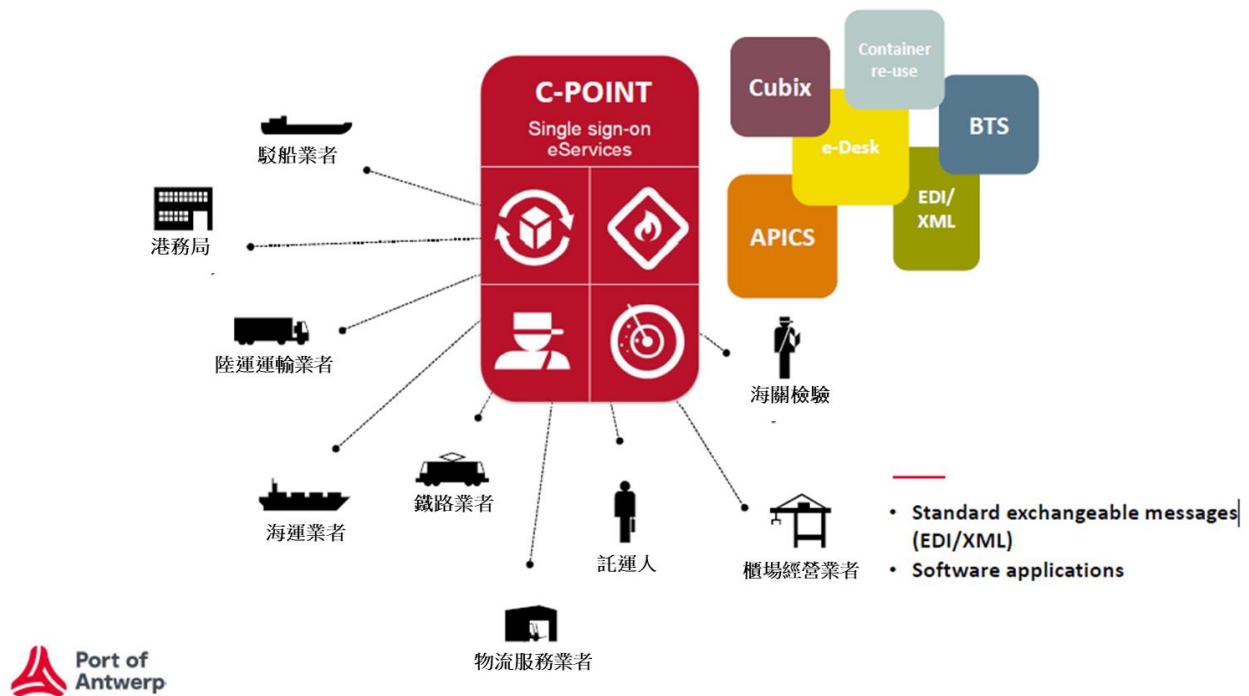 C-POINT
Single sign-on
eServices
Cubix
Container
re-use
BTS
e-Desk
EDI/
XML
APICS
駁船業者
港務局
陸運運輸業者
海運業者
鐵路業者
物流服務業者
託運人
櫃場經營業者
海關檢驗
• Standard exchangeable messages
(EDI/XML)
• Software applications
Port of
Antwerp